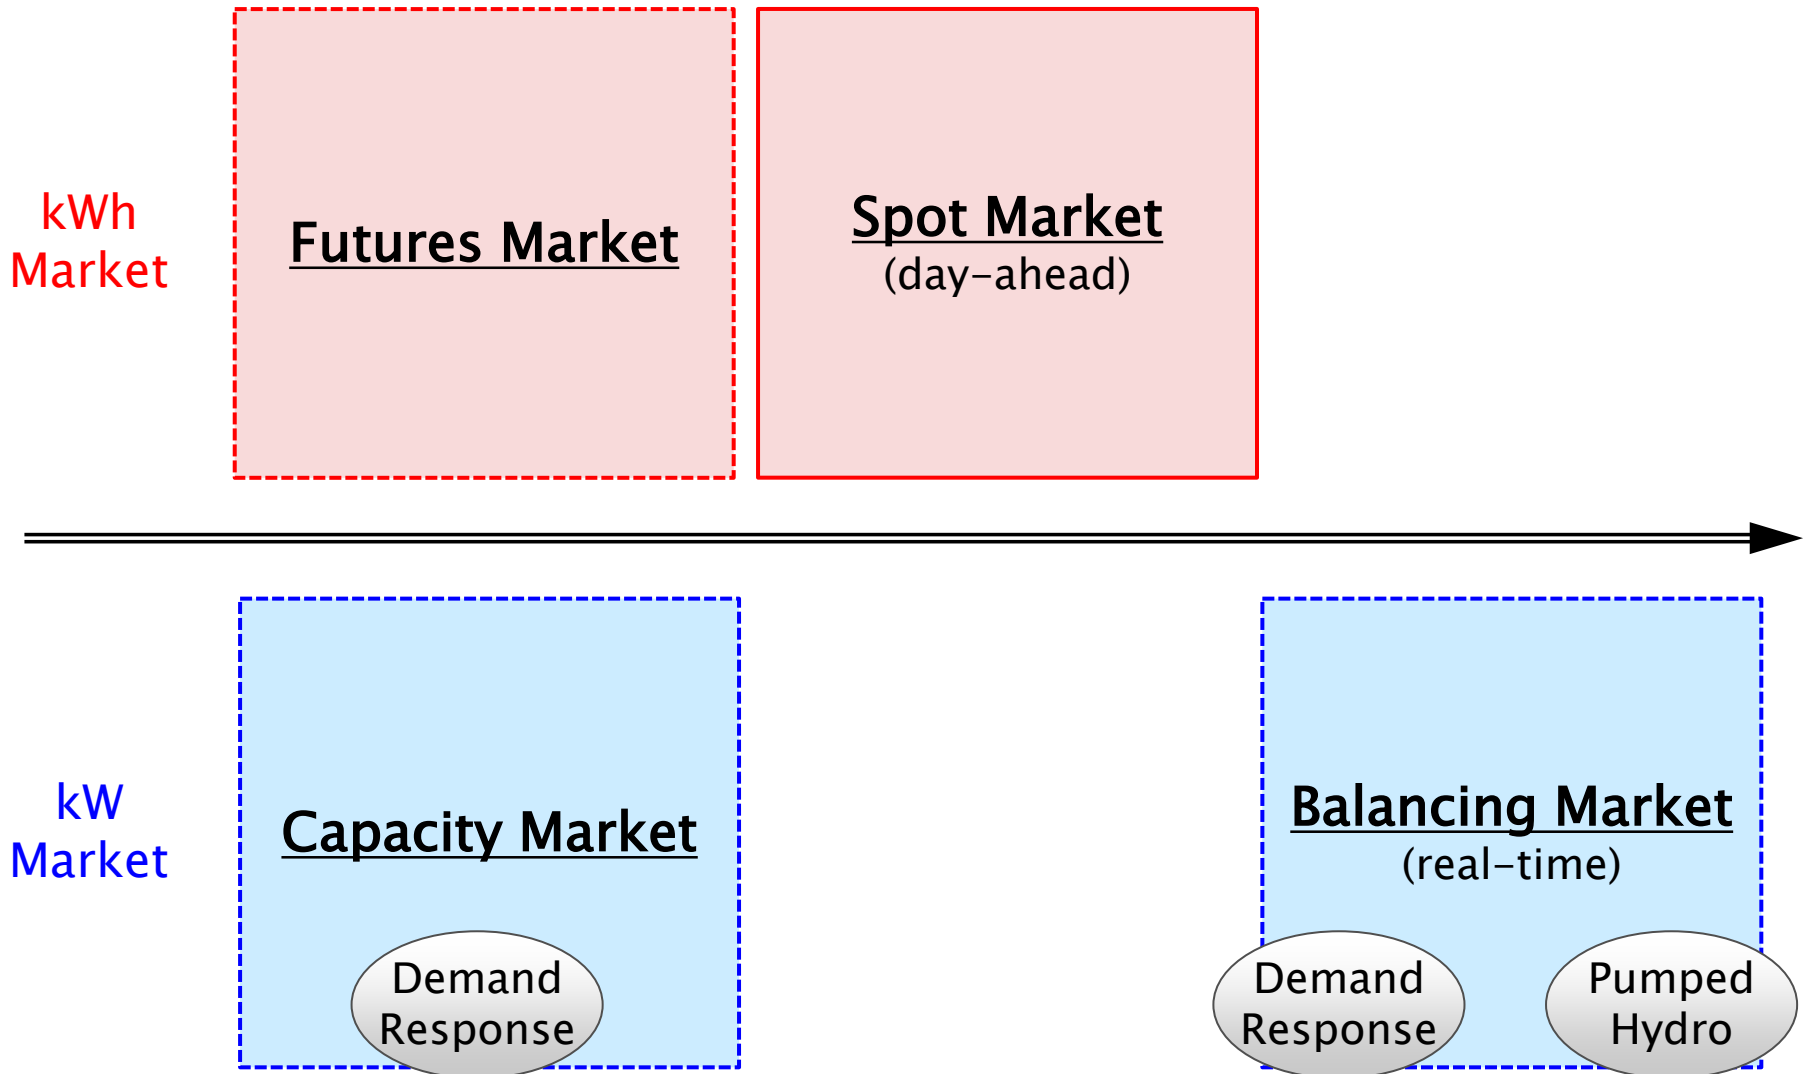 kWh
Market
Futures Market
Spot Market
(day-ahead)
kW
Market
Capacity Market
Balancing Market
(real-time)
Demand
Response
Demand
Response
Pumped
Hydro